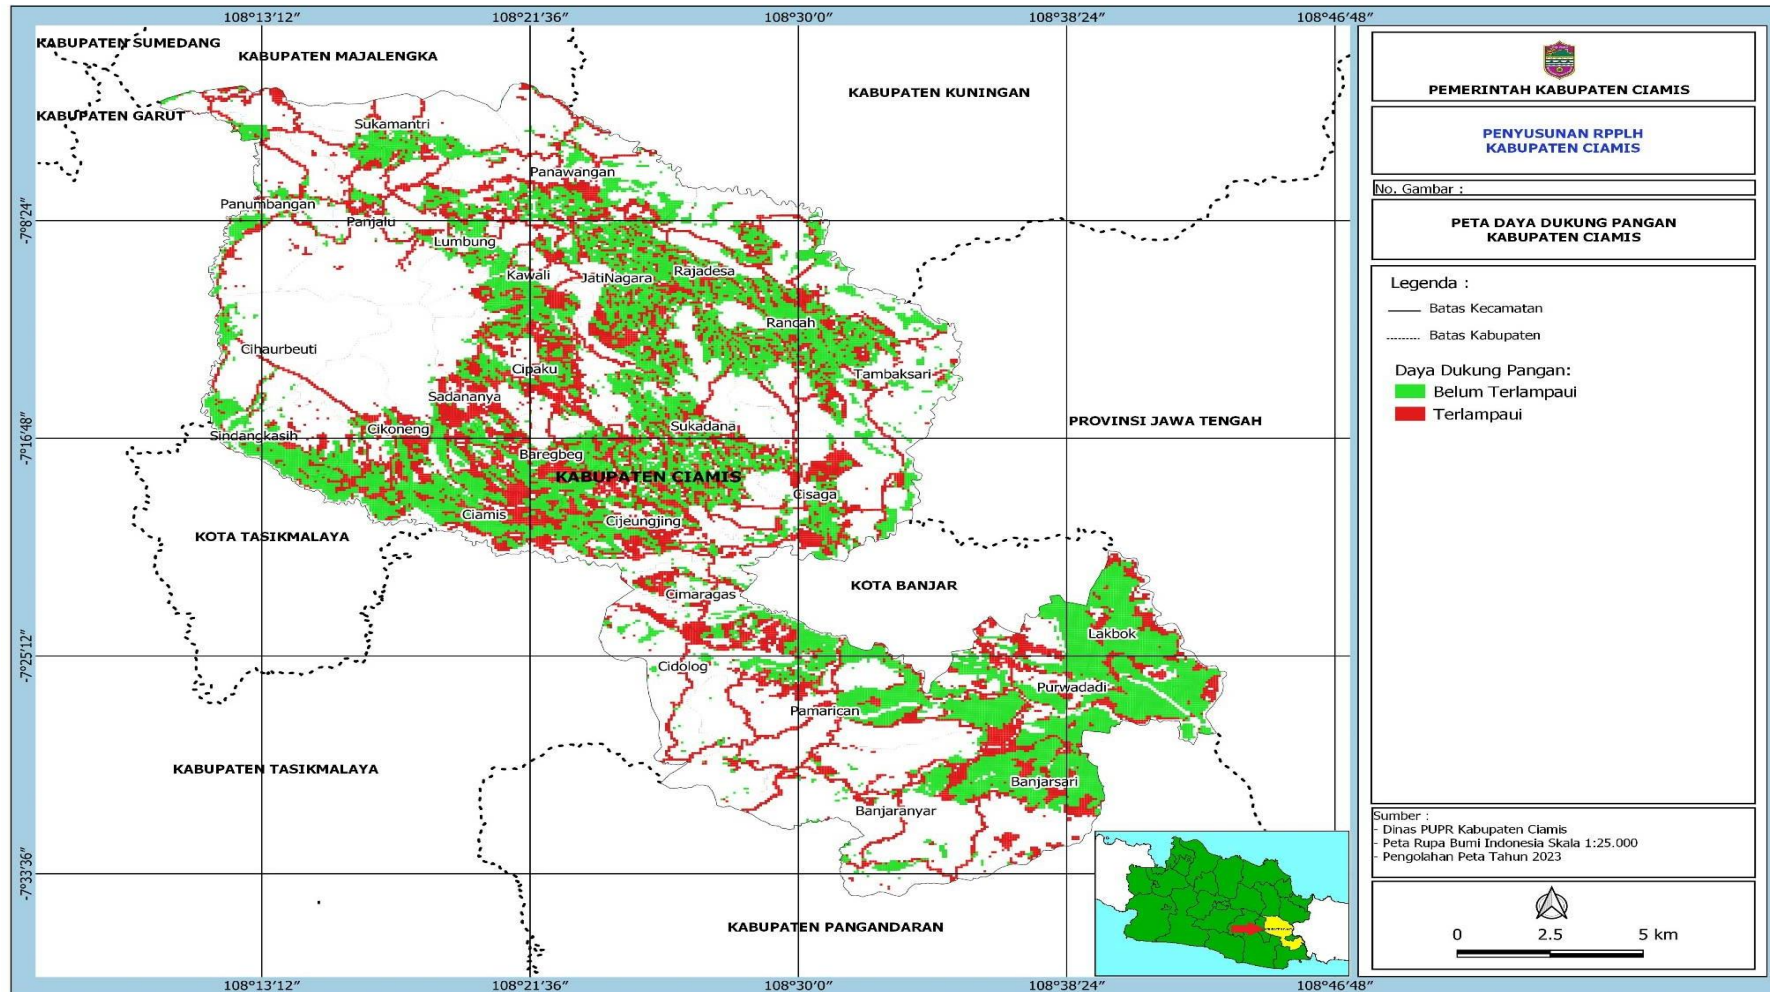 108°13′12″ 108°21′36″ 108°30′0″ 108°38′24″ 108°46′48″
KABUPATEN SUMEDANG
KABUPATEN MAJALENGKA
KABUPATEN KUNINGAN
KABUPATEN GARUT
Sukamantri
Panawangan
Panumbangan
Panjalu
-7°8′24″
Lumbung
Kawali
JatiNagara
Rajadesa
Rancah
Cihaurbeuti
Cipaku
Tambaksari
Sadananya
Cikoneng
Sukadana
PROVINSI JAWA TENGAH
Sindangkasih
-7°16′48″
Baregbeg
KABUPATEN CIAMIS
Cisaga
Ciamis
Cijeungjing
KOTA TASIKMALAYA
KOTA BANJAR
Cimaragas
Lakbok
-7°25′12″
Cidolog
Purwadadi
Pamarican
KABUPATEN TASIKMALAYA
Banjarsari
Banjaranyar
-7°33′36″
KABUPATEN PANGANDARAN
108°13′12″ 108°21′36″ 108°30′0″ 108°38′24″ 108°46′48″
PEMERINTAH KABUPATEN CIAMIS
PENYUSUNAN RPPLH
KABUPATEN CIAMIS
No. Gambar :
PETA DAYA DUKUNG PANGAN
KABUPATEN CIAMIS
Legenda :
Batas Kecamatan
Batas Kabupaten
Daya Dukung Pangan:
Belum Terlampaui
Terlampaui
Sumber :
- Dinas PUPR Kabupaten Ciamis
- Peta Rupa Bumi Indonesia Skala 1:25.000
- Pengolahan Peta Tahun 2023
0 2.5 5 km